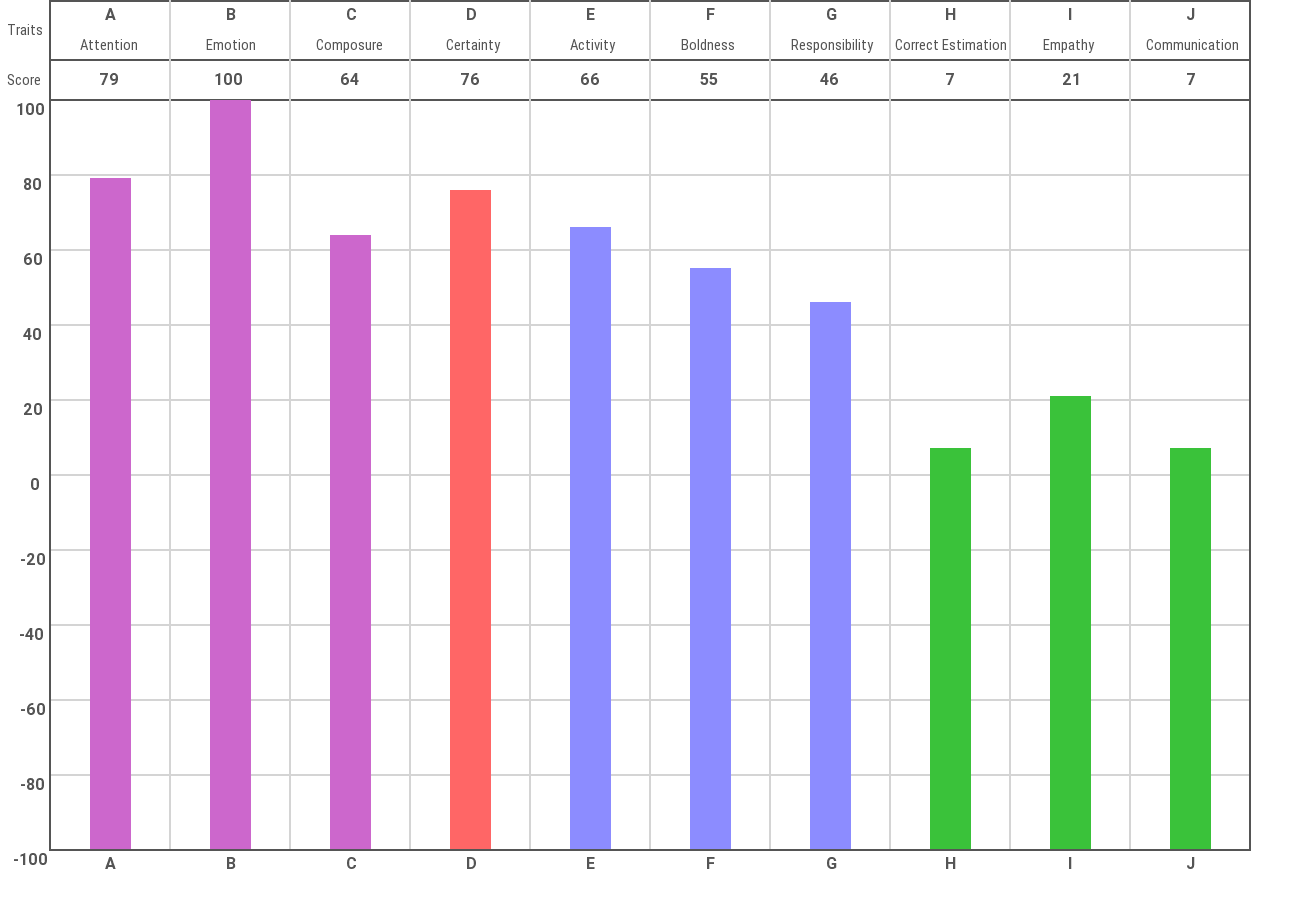 A B C D E F G H I J
Traits
Attention Emotion Composure Certainty Activity Boldness Responsibility Correct Estimation Empathy Communication
Score 79 100 64 76 66 55 46 7 21 7
100
80
60
40
20
0
-20
-40
-60
-80
-100
A B C D E F G H I J